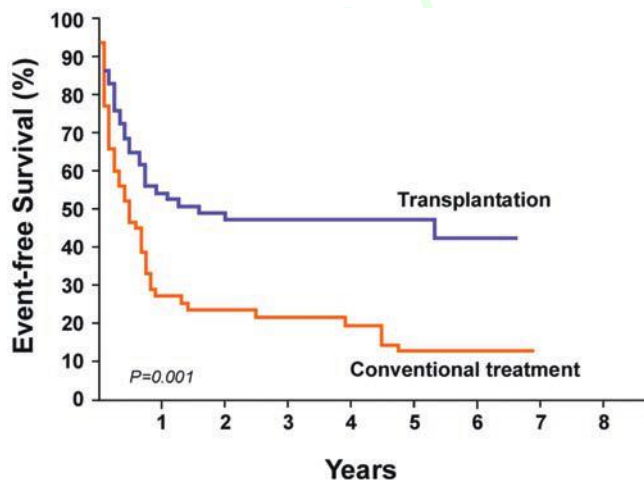 Event-free Survival (%)
100
90
80
70
60
50
40
30
20
10
0
Transplantation
Conventional treatment
P=0.001
1 2 3 4 5 6 7 8
Years